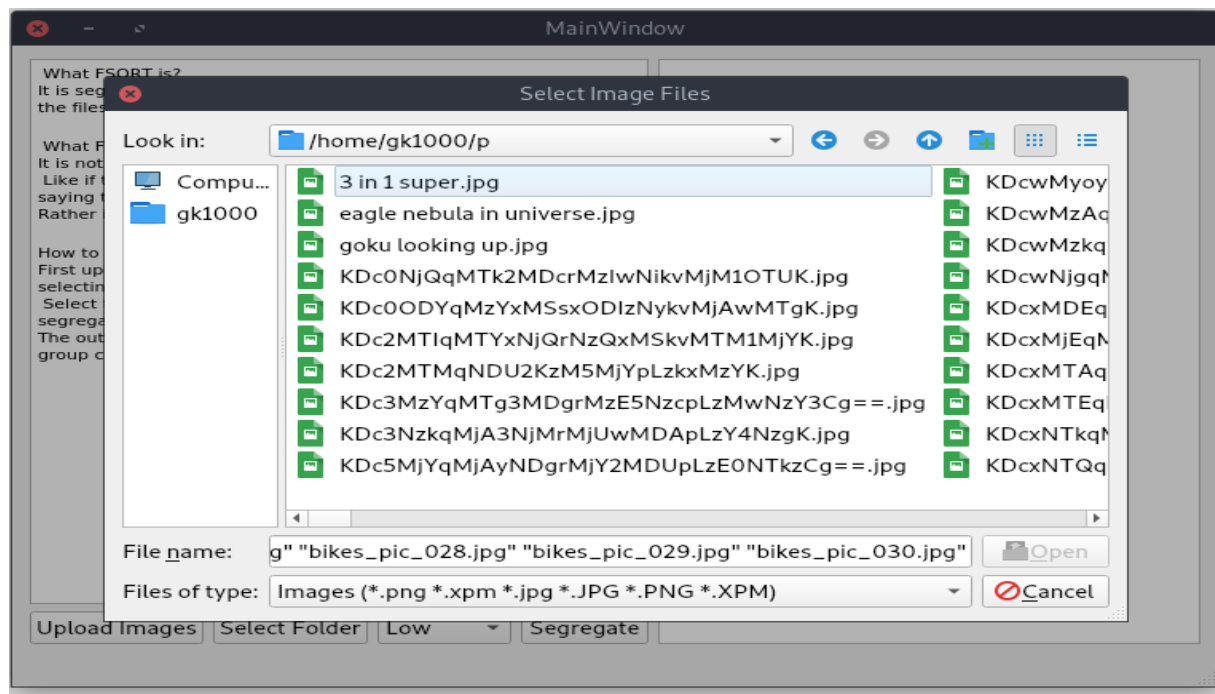 MainWindow
What FSORT is?
It is seg
the files
What F
It is not
Like if t
saying t
Rather
How to
First up
selectin
Select
segrega
The out
group c
Select Image Files
Look in:
/home/gk1000/p
Compu...
gk1000
3 in 1 super.jpg
eagle nebula in universe.jpg
goku looking up.jpg
KDc0NjQqMTk2MDcrMzIwNikvMjM1OTUK.jpg
KDc0ODYqMzYxMSsxODIzNykvMjAwMTgK.jpg
KDc2MTIqMTYxNjQrNzQxMSkvMTM1MjYK.jpg
KDc2MTMqNDU2KzM5MjYpLzkxMzYK.jpg
KDc3MzYqMTg3MDgrMzE5NzcpLzMwNzY3Cg==.jpg
KDc3NzkqMjA3NjMrMjUwMDApLzY4NzgK.jpg
KDc5MjYqMjAyNDgrMjY2MDUpLzE0NTkzCg==.jpg
KDcwMyoy
KDcwMzAq
KDcwMzkq
KDcwNjgq
KDcxMDEq
KDcxMjEq
KDcxMTAq
KDcxMTEq
KDcxNTkq
KDcxNTQq
File name:
g" "bikes_pic_028.jpg" "bikes_pic_029.jpg" "bikes_pic_030.jpg"
Open
Files of type:
Images (*.png *.xpm *.jpg *.JPG *.PNG *.XPM)
Cancel
Upload Images
Select Folder
Low
Segregate